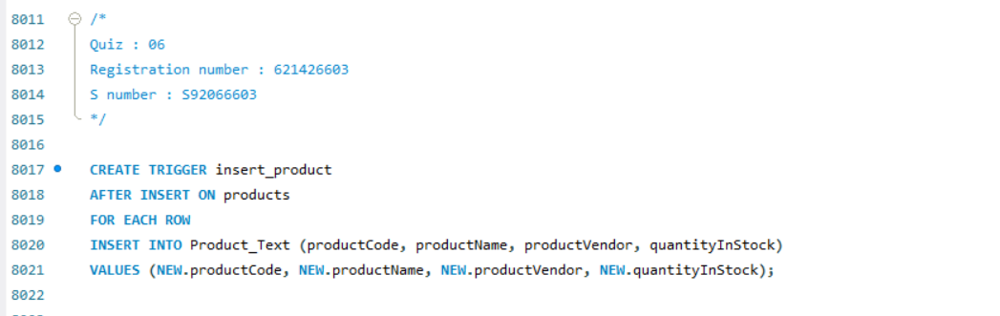 8011 /*
8012 Quiz : 06
8013 Registration number : 621426603
8014 S number : S92066603
8015 */
8016
8017 CREATE TRIGGER insert_product
8018 AFTER INSERT ON products
8019 FOR EACH ROW
8020 INSERT INTO Product_Text (productCode, productName, productVendor, quantityInStock)
8021 VALUES (NEW.productCode, NEW.productName, NEW.productVendor, NEW.quantityInStock);
8022